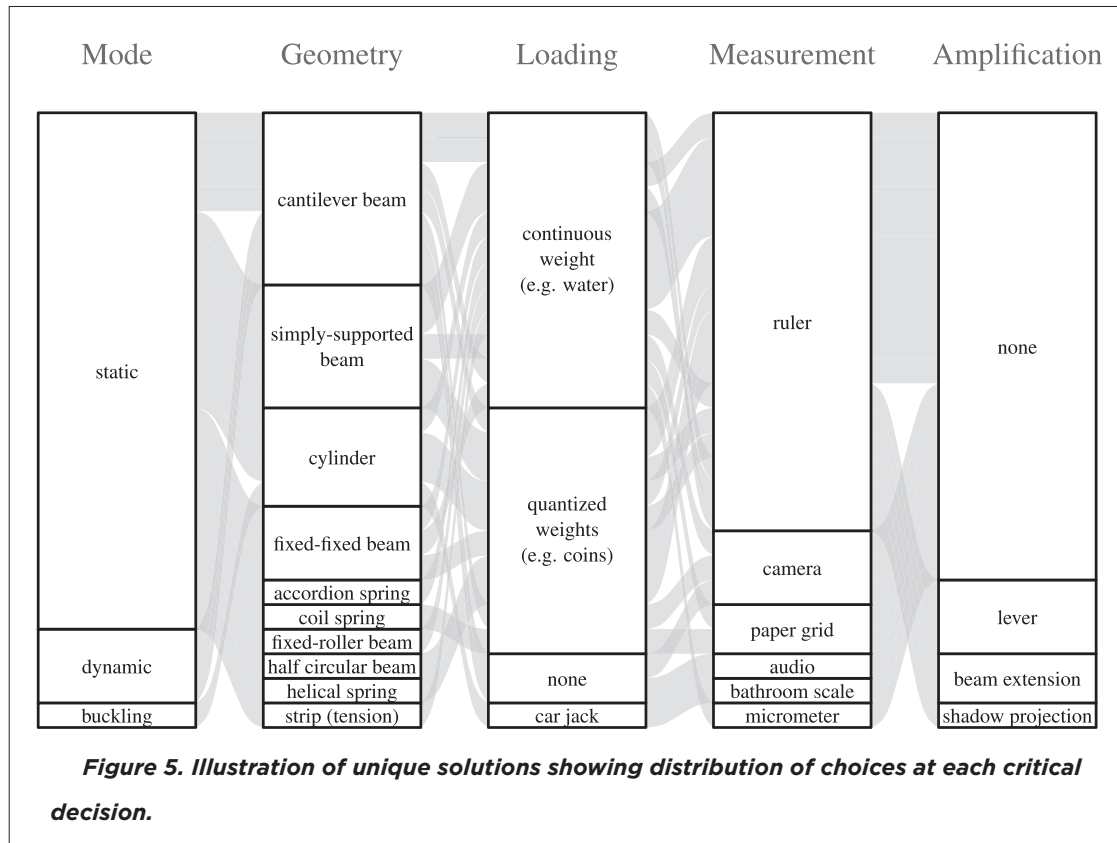 Mode
Geometry
Loading
Measurement
Amplification
static
dynamic
buckling
cantilever beam
simply-supported
beam
cylinder
fixed-fixed beam
accordion spring
coil spring
fixed-roller beam
half circular beam
helical spring
strip (tension)
continuous
weight
(e.g. water)
quantized
weights
(e.g. coins)
none
car jack
ruler
camera
paper grid
audio
bathroom scale
micrometer
none
lever
beam extension
shadow projection
Figure 5. Illustration of unique solutions showing distribution of choices at each critical
decision.